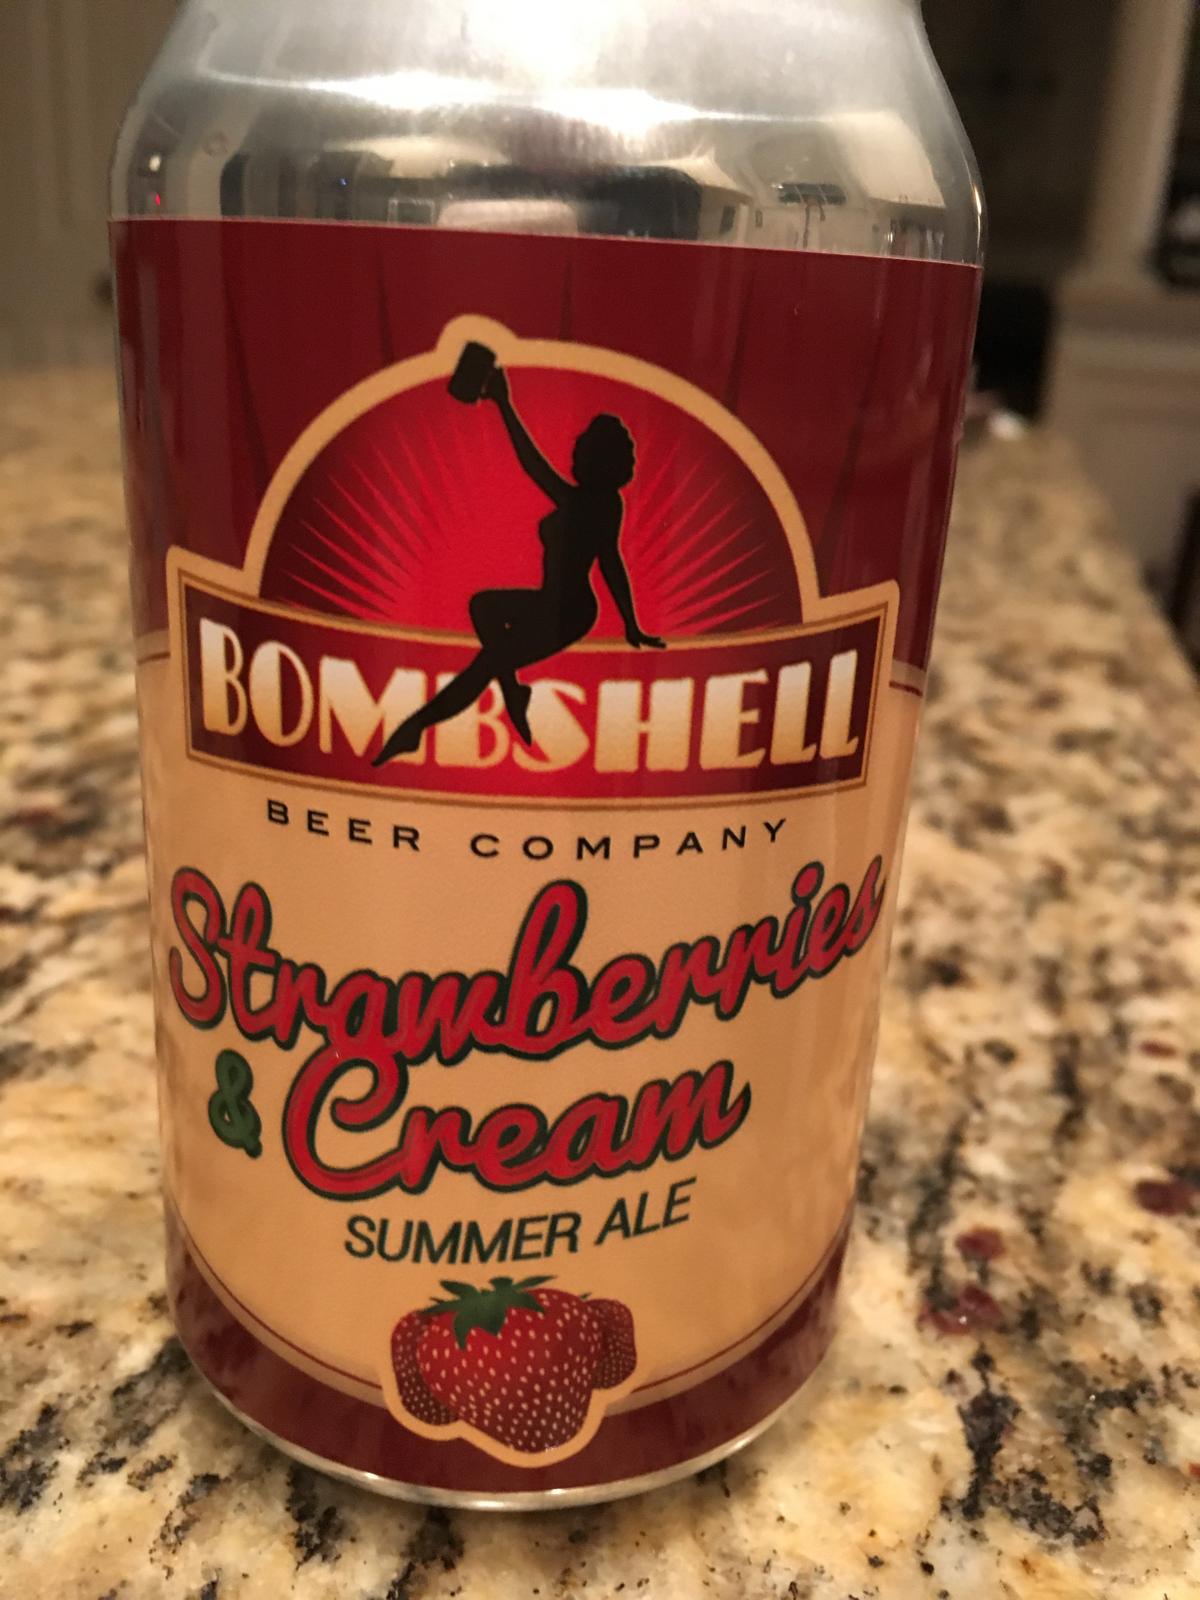 BOMBSHELL
BEER COMPANY
Strawberries
& Cream
SUMMER ALE